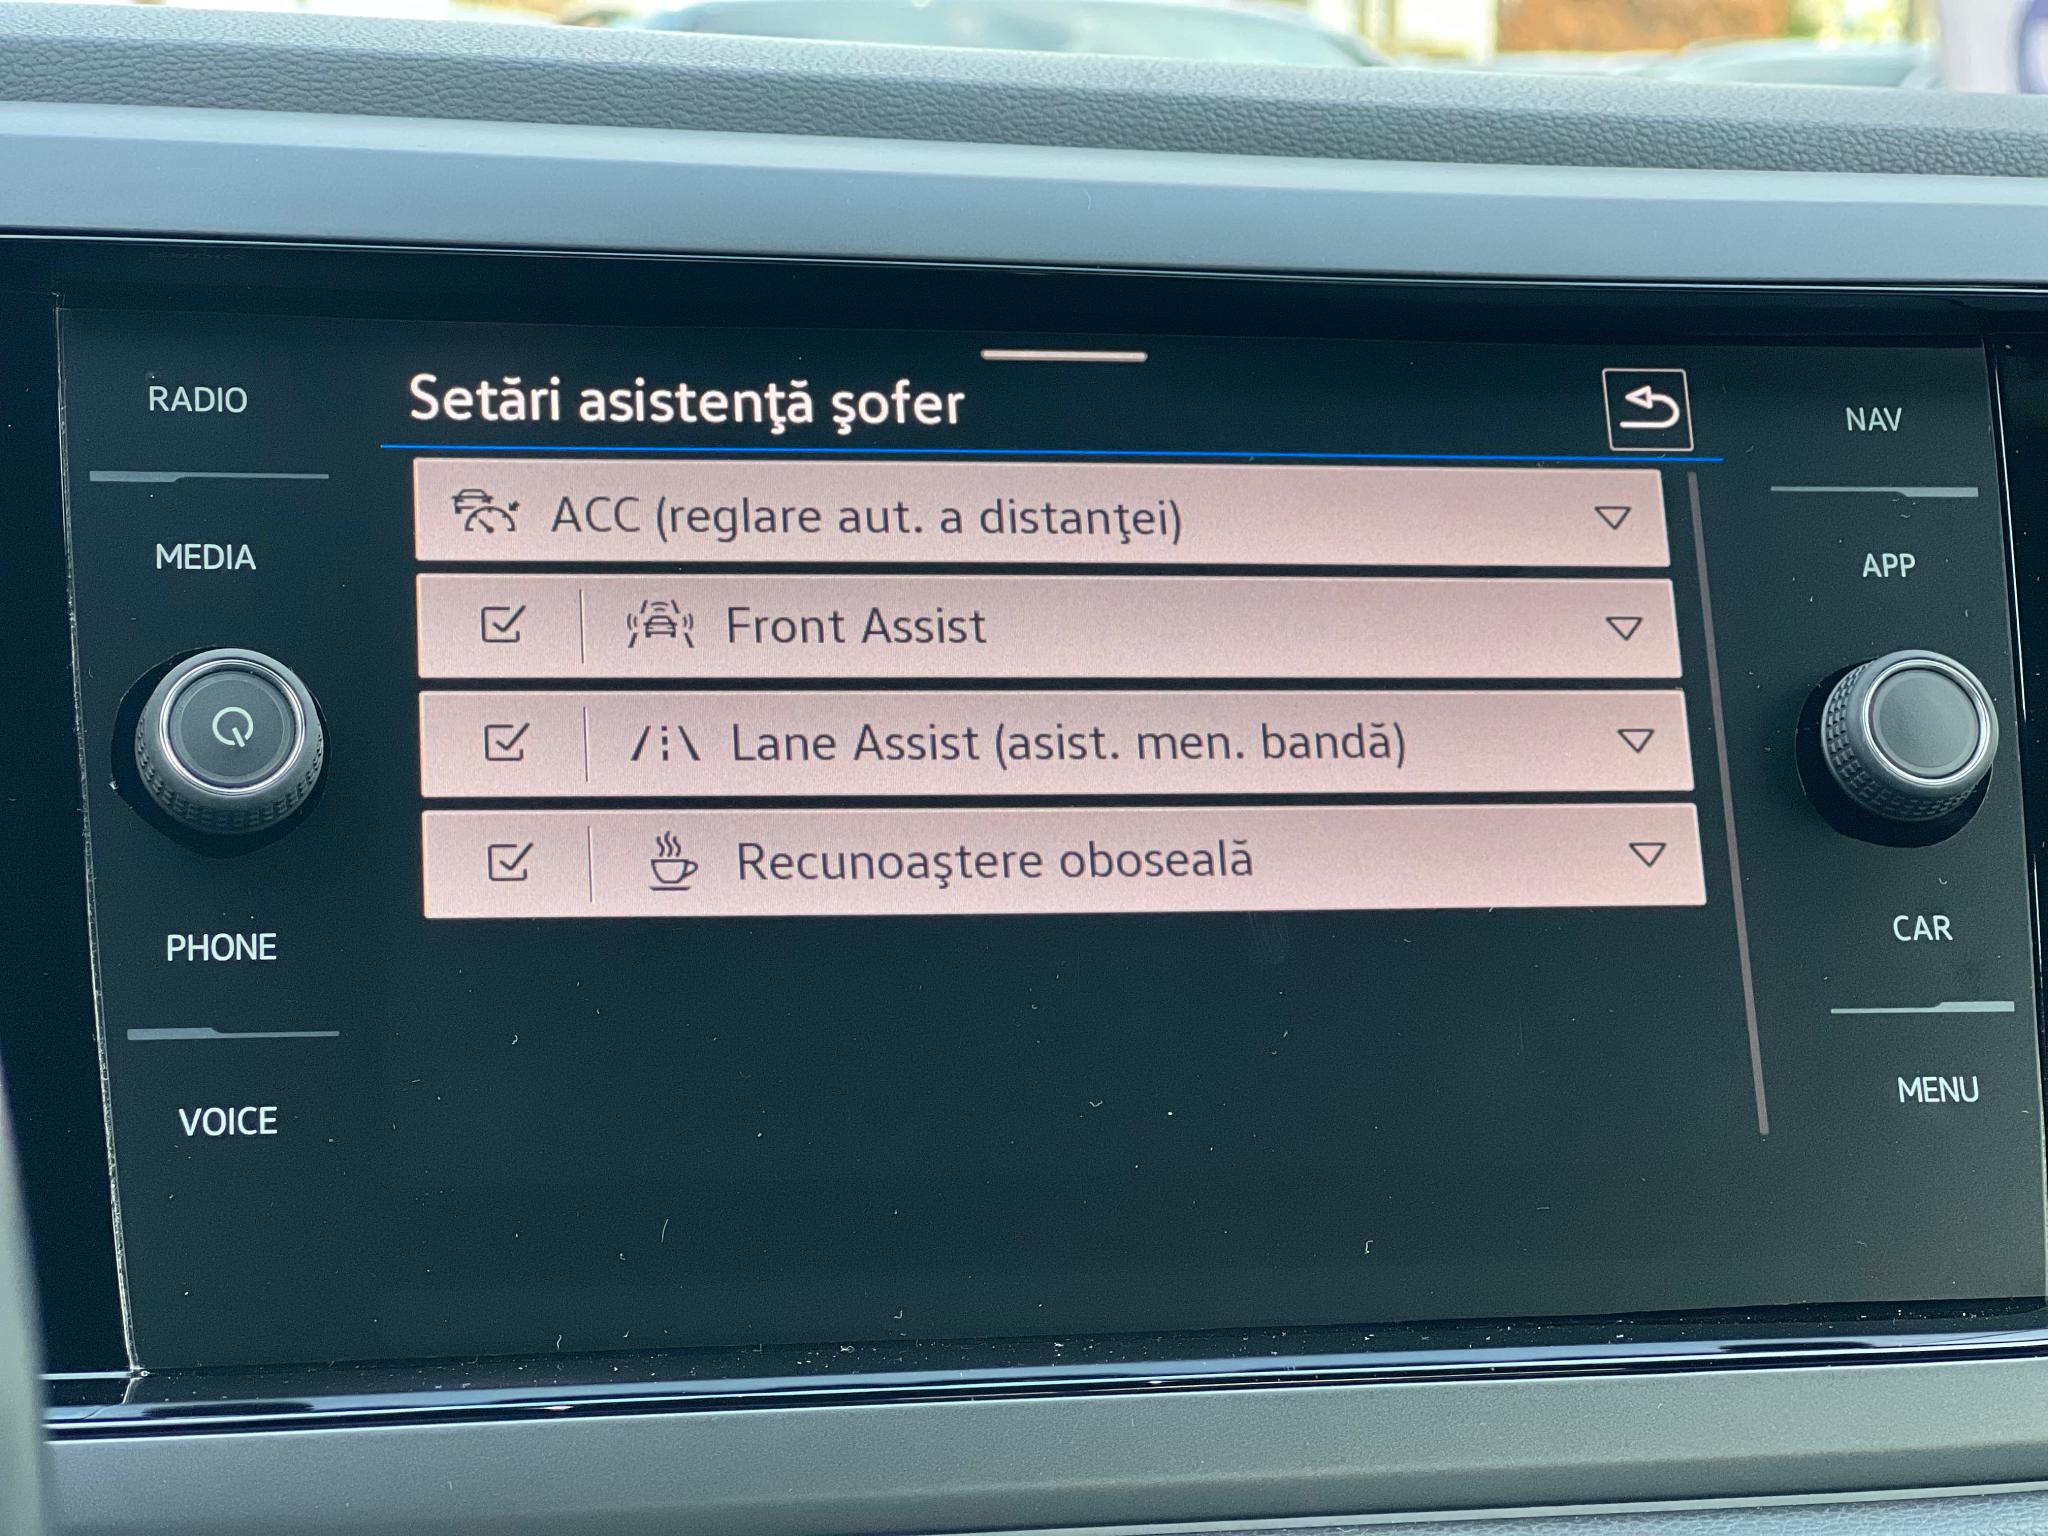 Setări asistenţă şofer
ACC (reglare aut. a distanţei)
Front Assist
Lane Assist (asist. men. bandă)
Recunoaştere oboseală
RADIO
MEDIA
PHONE
VOICE
NAV
APP
CAR
MENU